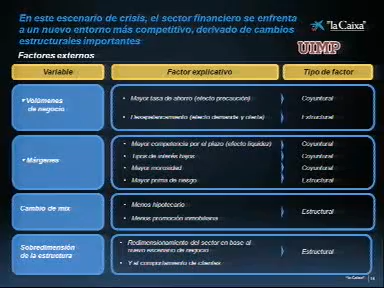 En este escenario de crisis, el sector financiero se enfrenta
a un nuevo entorno más competitivo, derivado de cambios
estructurales importantes
"la Caixa"
UIMP
Factores externos
Variable
Factor explicativo
Tipo de factor
• Volúmenes
de negocio
• Mayor tasa de ahorro (efecto precaución)
Coyuntural
• Desapalancamiento (efecto demanda y oferta)
Estructural
• Márgenes
• Mayor competencia por el plazo (efecto liquidez)
Coyuntural
• Tipos de interés bajos
Coyuntural
• Mayor morosidad
Coyuntural
• Mayor prima de riesgo
Estructural
Cambio de mix
• Menos hipotecario
• Menos promoción inmobiliaria
Estructural
Sobredimensión
de la estructura
• Redimensionamiento del sector en base al
nuevo escenario de negocio
• Y al comportamiento de clientes
Estructural
"la Caixa"